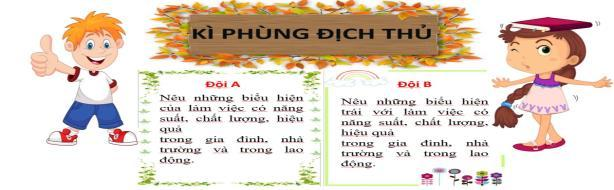 KÌ PHÙNG ĐỊCH THỦ
Đội A
Nêu những biểu hiện
của làm việc có năng
suất, chất lượng, hiệu
quả
trong gia đình, nhà
trường và trong lao
động.
Đội B
Nêu những biểu hiện
trái với làm việc có
năng suất, chất lượng,
hiệu quả
trong gia đình, nhà
trường và trong lao
động.